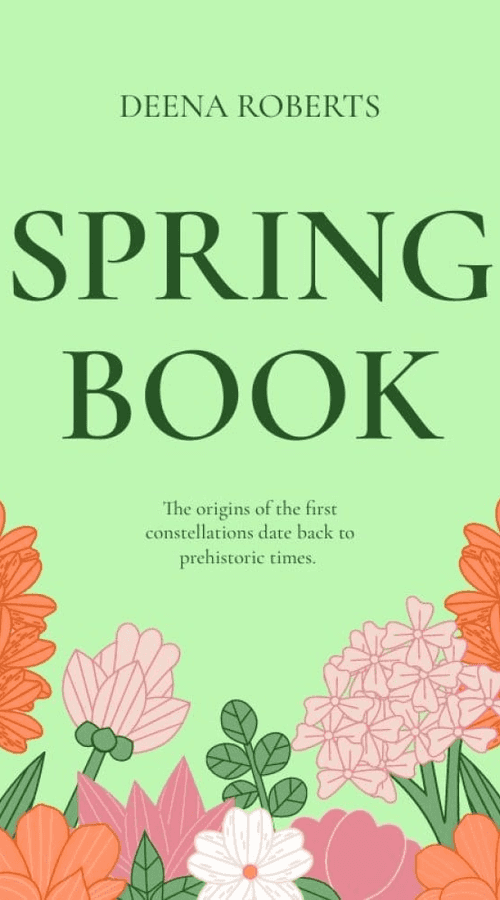 DEENA ROBERTS
SPRING
BOOK
The origins of the first
constellations date back to
prehistoric times.